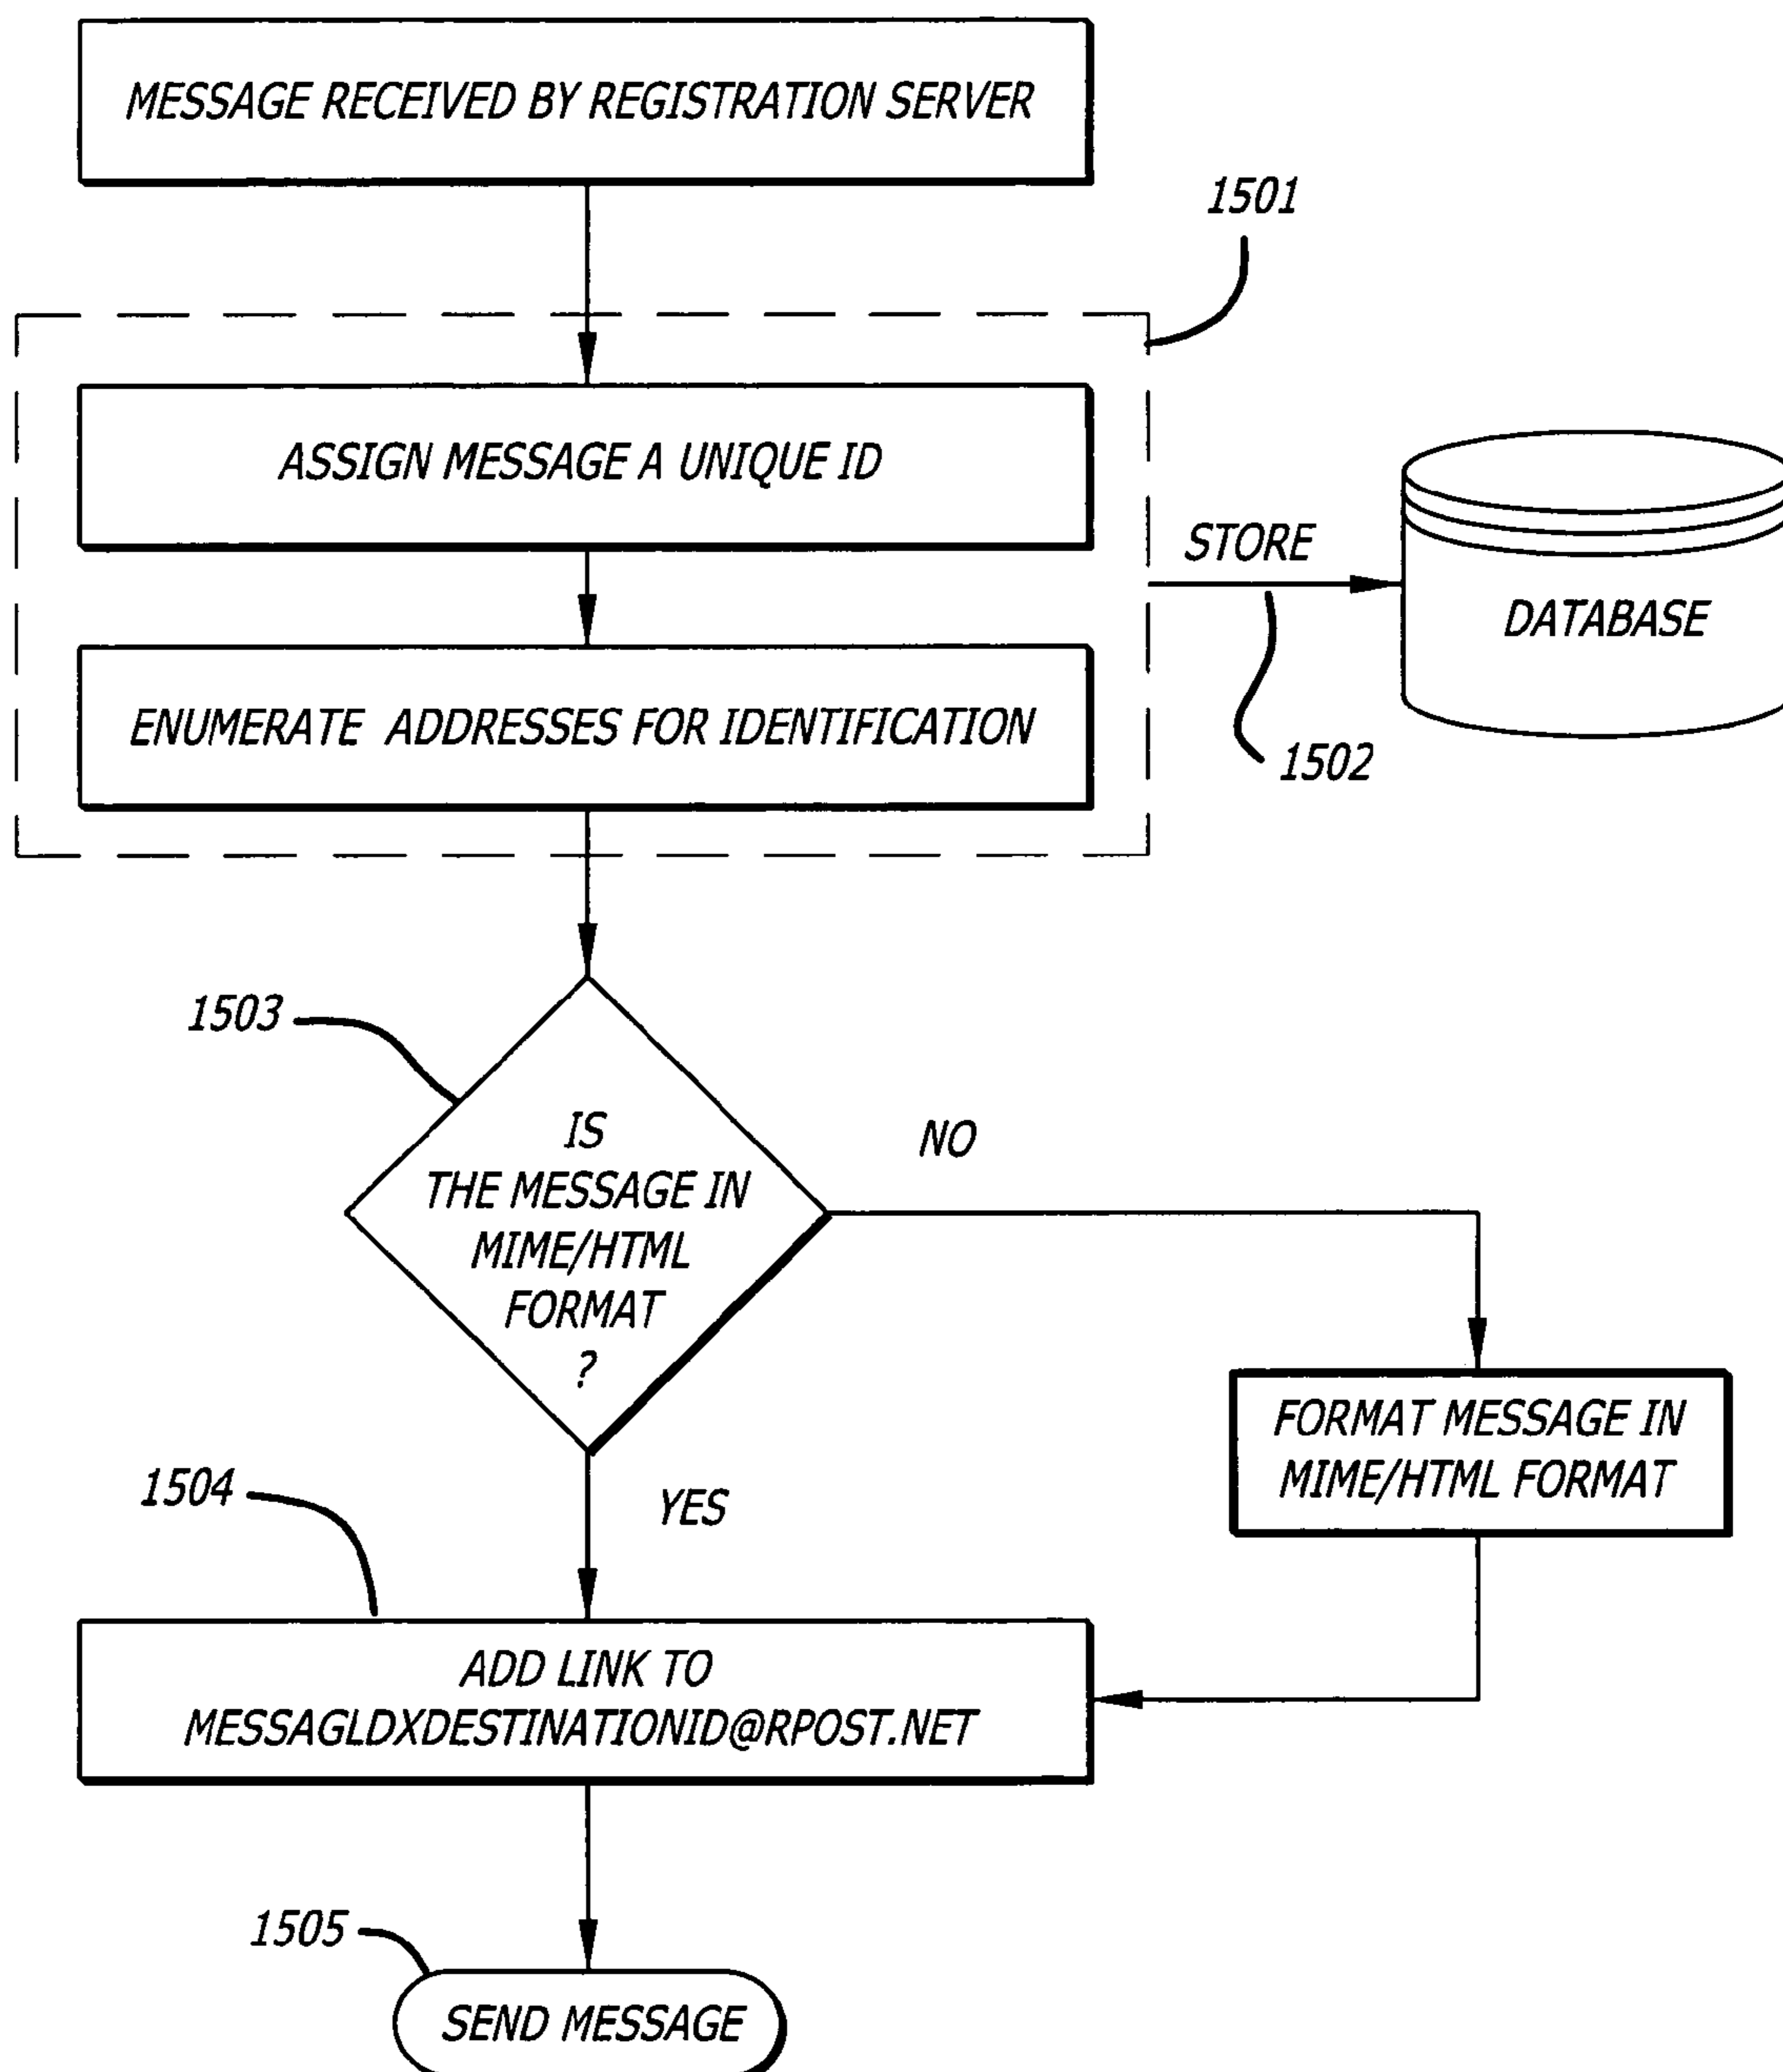 MESSAGE RECEIVED BY REGISTRATION SERVER
1501
ASSIGN MESSAGE A UNIQUE ID
STORE
DATABASE
ENUMERATE ADDRESSES FOR IDENTIFICATION
1502
1503
IS
THE MESSAGE IN
MIME/HTML
FORMAT
?
NO
FORMAT MESSAGE IN
MIME/HTML FORMAT
1504
YES
ADD LINK TO
MESSAGLDXDESTINATIONID@RPOST.NET
1505
SEND MESSAGE